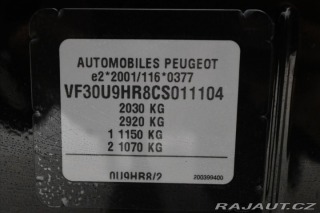 AUTOMOBILES PEUGEOT
e2*2001/116*0377
VF30U9HR8CS011104
2030 KG
2920 KG
1 1150 KG
2 1070 KG
0U9HR8/2
200399400
RAJAUT.CZ